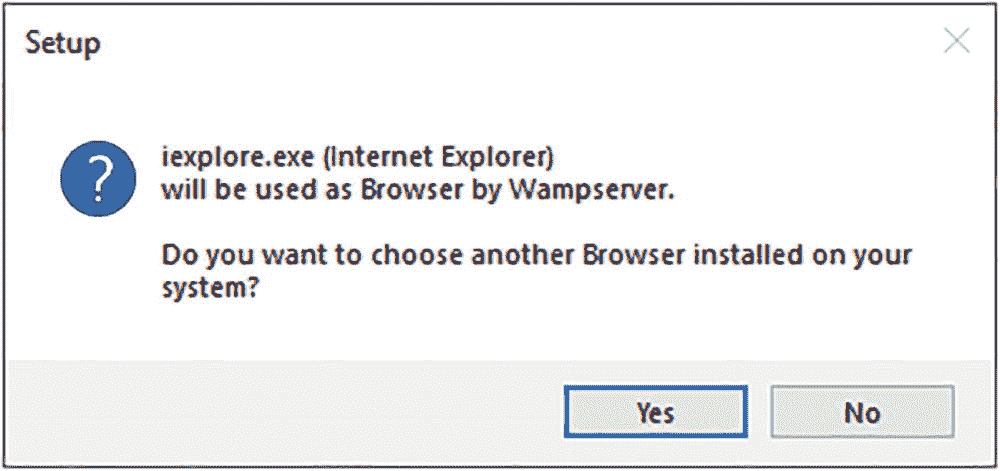 Setup
?
iexplore.exe (Internet Explorer)
will be used as Browser by Wampserver.
Do you want to choose another Browser installed on your
system?
Yes
No